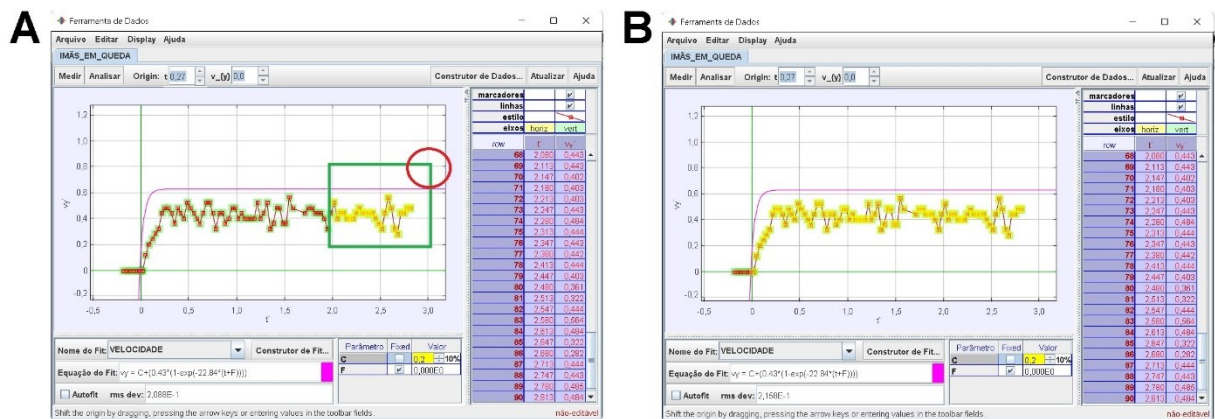 A
Ferramenta de Dados
Arquivo Editar Display Ajuda
IMÃS_EM_QUEDA
Medir Analisar Origin: t 0,27 v_{y} 0,0 Construtor de Dados... Atualizar Ajuda
marcadores
linhas
estilo
eixos horiz vert
row t vy
68 2,080 0,443
69 2,113 0,443
70 2,147 0,402
71 2,180 0,403
72 2,213 0,403
73 2,247 0,443
74 2,280 0,484
75 2,313 0,444
76 2,347 0,443
77 2,380 0,442
78 2,413 0,444
79 2,447 0,403
80 2,480 0,361
81 2,513 0,322
82 2,547 0,444
83 2,580 0,564
84 2,613 0,484
85 2,647 0,322
86 2,680 0,282
87 2,713 0,444
88 2,747 0,443
89 2,780 0,485
90 2,813 0,484
1,2
1,0
0,8
0,6
0,4
0,2
0
-0,2
vy
-0,5 0 0,5 1,0 1,5 2,0 2,5 3,0
t
Nome do Fit: VELOCIDADE Construtor de Fit...
Equação do Fit: vy = C+(0.43*(1-exp(-22.84*(t+F))))
Autofit rms dev: 2,088E-1
Parâmetro Fixed Valor
C 0,2 10%
F 0,000E0
Shift the origin by dragging, pressing the arrow keys or entering values in the toolbar fields. não-editável
B
Ferramenta de Dados
Arquivo Editar Display Ajuda
IMÃS_EM_QUEDA
Medir Analisar Origin: t 0,27 v_{y} 0,0 Construtor de Dados... Atualizar Ajuda
marcadores
linhas
estilo
eixos horiz vert
row t vy
68 2,080 0,443
69 2,113 0,443
70 2,147 0,402
71 2,180 0,403
72 2,213 0,403
73 2,247 0,443
74 2,280 0,484
75 2,313 0,444
76 2,347 0,443
77 2,380 0,442
78 2,413 0,444
79 2,447 0,403
80 2,480 0,361
81 2,513 0,322
82 2,547 0,444
83 2,580 0,564
84 2,613 0,484
85 2,647 0,322
86 2,680 0,282
87 2,713 0,444
88 2,747 0,443
89 2,780 0,485
90 2,813 0,484
1,2
1,0
0,8
0,6
0,4
0,2
0
-0,2
vy
-0,5 0 0,5 1,0 1,5 2,0 2,5 3,0
t
Nome do Fit: VELOCIDADE Construtor de Fit...
Equação do Fit: vy = C+(0.43*(1-exp(-22.84*(t+F))))
Autofit rms dev: 2,158E-1
Parâmetro Fixed Valor
C 0,2 10%
F 0,000E0
Shift the origin by dragging, pressing the arrow keys or entering values in the toolbar fields. não-editável